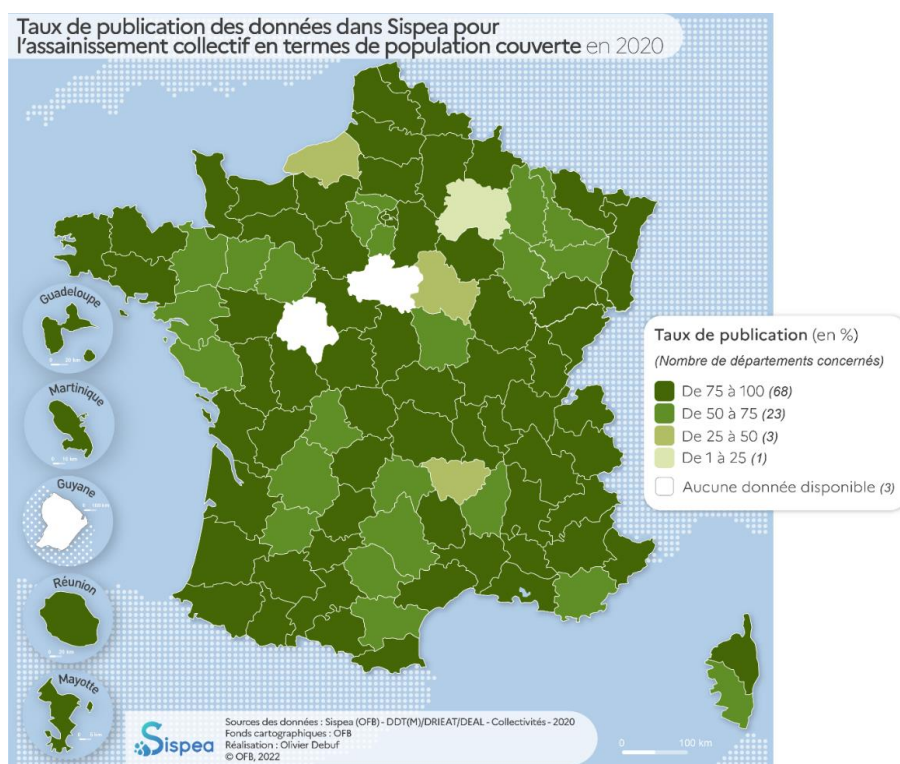 Taux de publication des données dans Sispea pour
l'assainissement collectif en termes de population couverte en 2020
Guadeloupe
Martinique
Guyane
Réunion
Mayotte
Taux de publication (en %)
(Nombre de départements concernés)
De 75 à 100 (68)
De 50 à 75 (23)
De 25 à 50 (3)
De 1 à 25 (1)
Aucune donnée disponible (3)
Sispea
Sources des données : Sispea (OFB) - DDT(M)/DRIEAT/DEAL - Collectivités - 2020
Fonds cartographiques : OFB
Réalisation : Olivier Debuf
© OFB, 2022
0 100 km